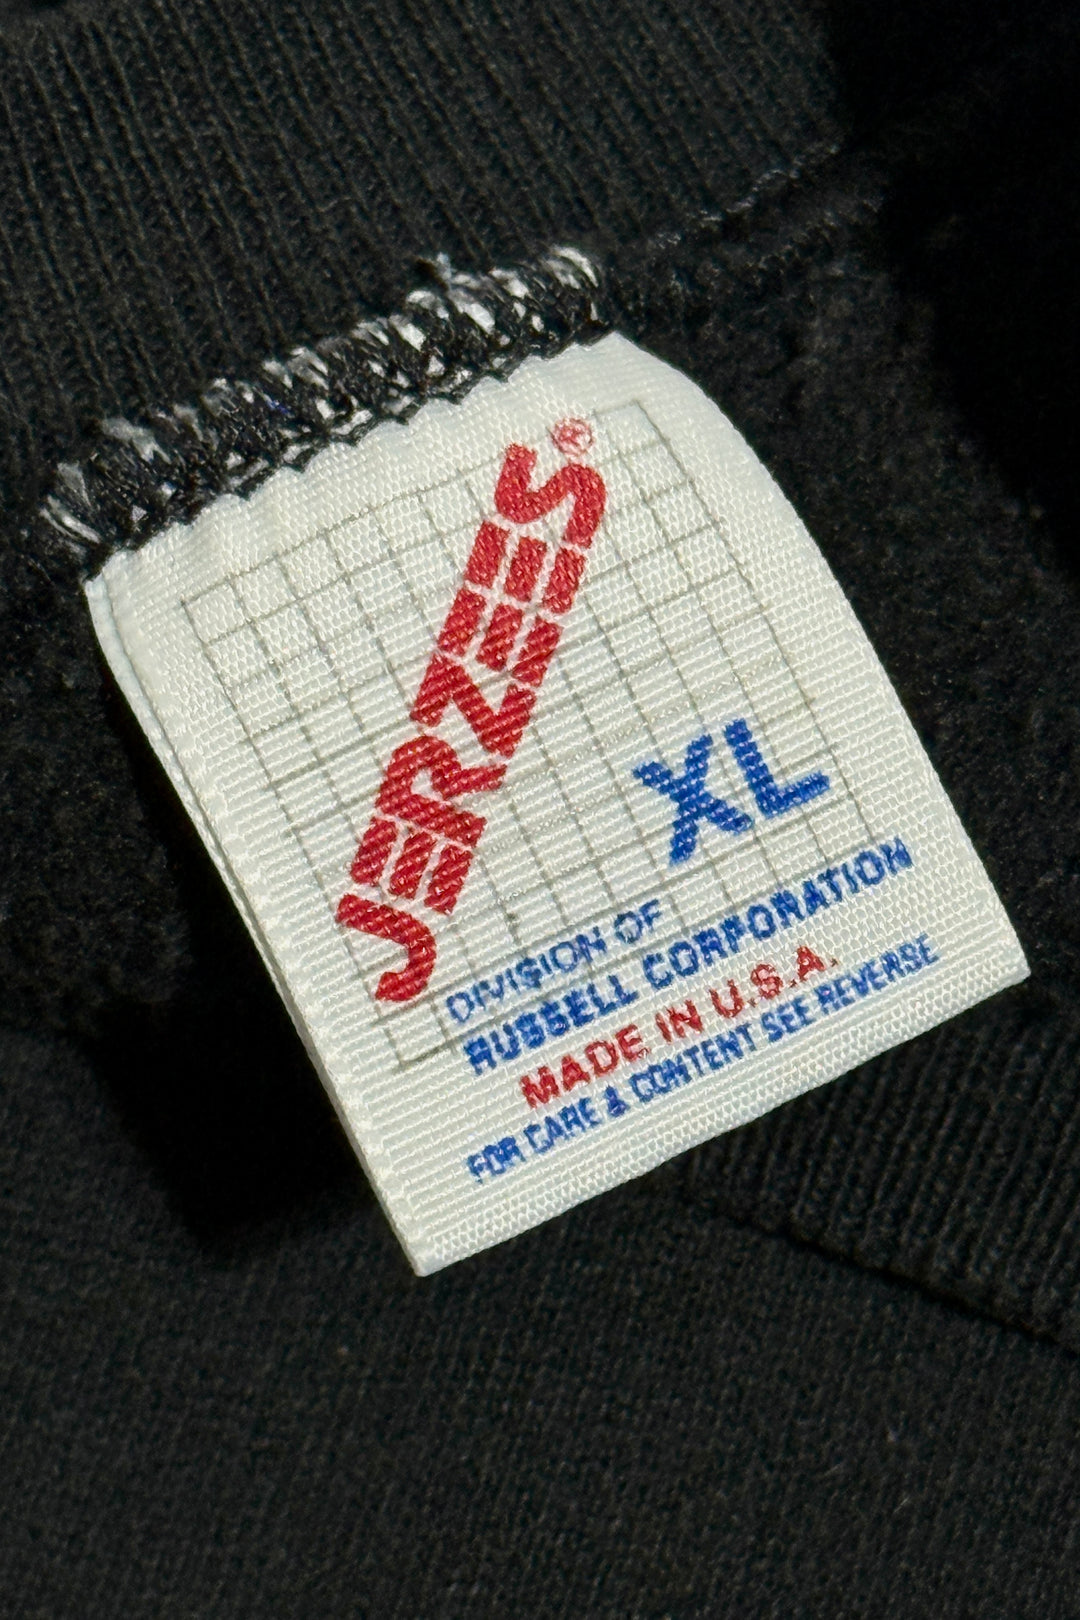 JERZEES®
XL
DIVISION OF
RUSSELL CORPORATION
MADE IN U.S.A.
FOR CARE & CONTENT SEE REVERSE